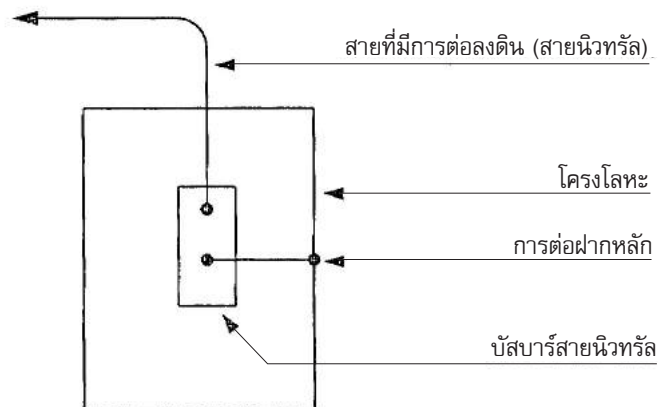 สายที่มีการต่อลงดิน (สายนิวทรัล)
โครงโลหะ
การต่อฝากหลัก
บัสบาร์สายนิวทรัล